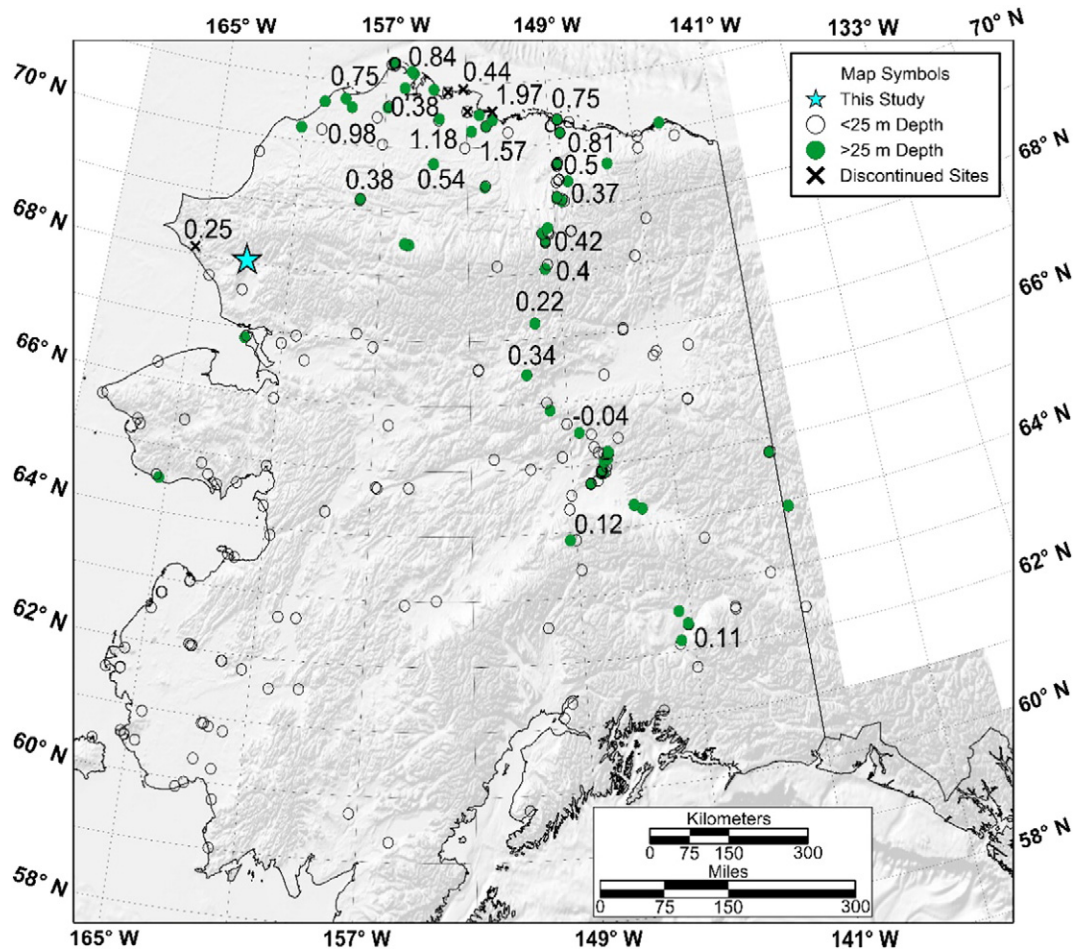 165° W 157° W 149° W 141° W 133° W 70° N
70° N
68° N
66° N
64° N
62° N
60° N
58° N
68° N
66° N
64° N
62° N
60° N
58° N
165° W 157° W 149° W 141° W
Map Symbols
This Study
<25 m Depth
>25 m Depth
Discontinued Sites
0.84
0.75
0.44
0.38
1.97
0.75
0.98
1.18
1.57
0.81
0.5
0.38
0.54
0.37
0.25
0.42
0.4
0.22
0.34
-0.04
0.12
0.11
Kilometers
0 75 150 300
Miles
0 75 150 300